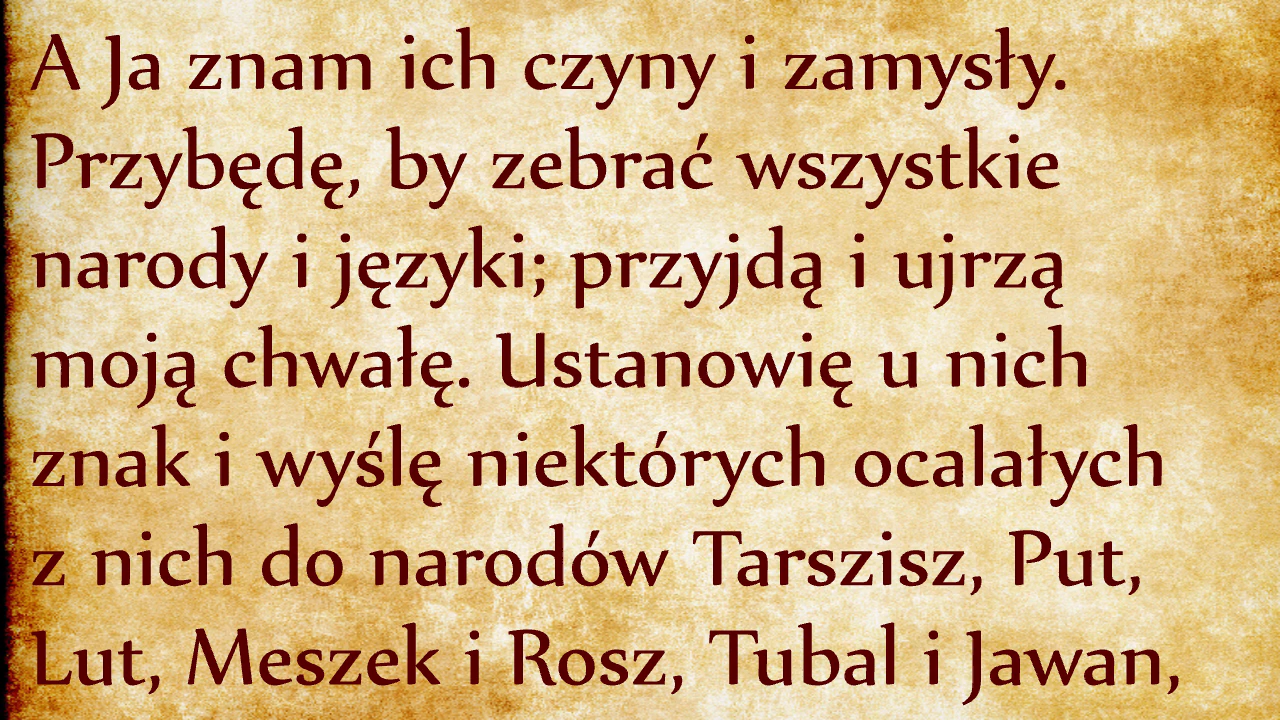 A Ja znam ich czyny i zamysły.
Przybędę, by zebrać wszystkie
narody i języki; przyjdą i ujrzą
moją chwałę. Ustanowię u nich
znak i wyślę niektórych ocalałych
z nich do narodów Tarszisz, Put,
Lut, Meszek i Rosz, Tubal i Jawan,